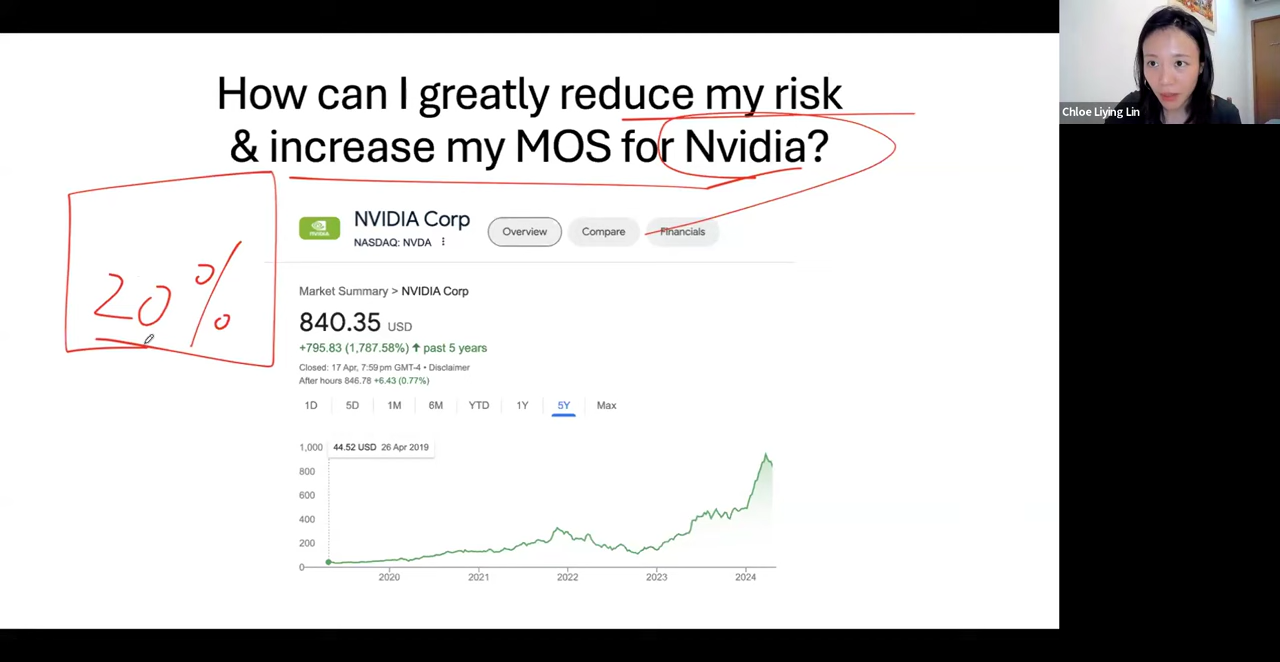 How can I greatly reduce my risk
& increase my MOS for Nvidia?
Chloe Liying Lin
20%
NVIDIA
NVIDIA Corp
NASDAQ: NVDA
Overview
Compare
Financials
Market Summary > NVIDIA Corp
840.35 USD
+795.83 (1,787.58%) ↑ past 5 years
Closed: 17 Apr, 7:59 pm GMT-4 • Disclaimer
After hours 846.78 +6.43 (0.77%)
1D 5D 1M 6M YTD 1Y 5Y Max
1,000
44.52 USD 26 Apr 2019
800
600
400
200
0
2020 2021 2022 2023 2024